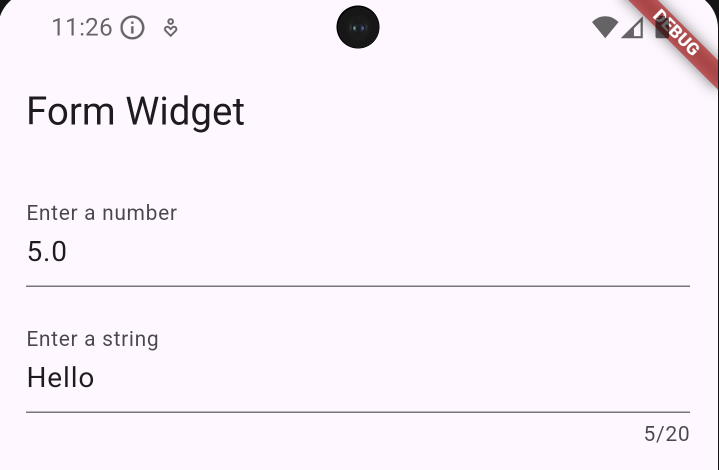 11:26
DEBUG
Form Widget
Enter a number
5.0
Enter a string
Hello
5/20